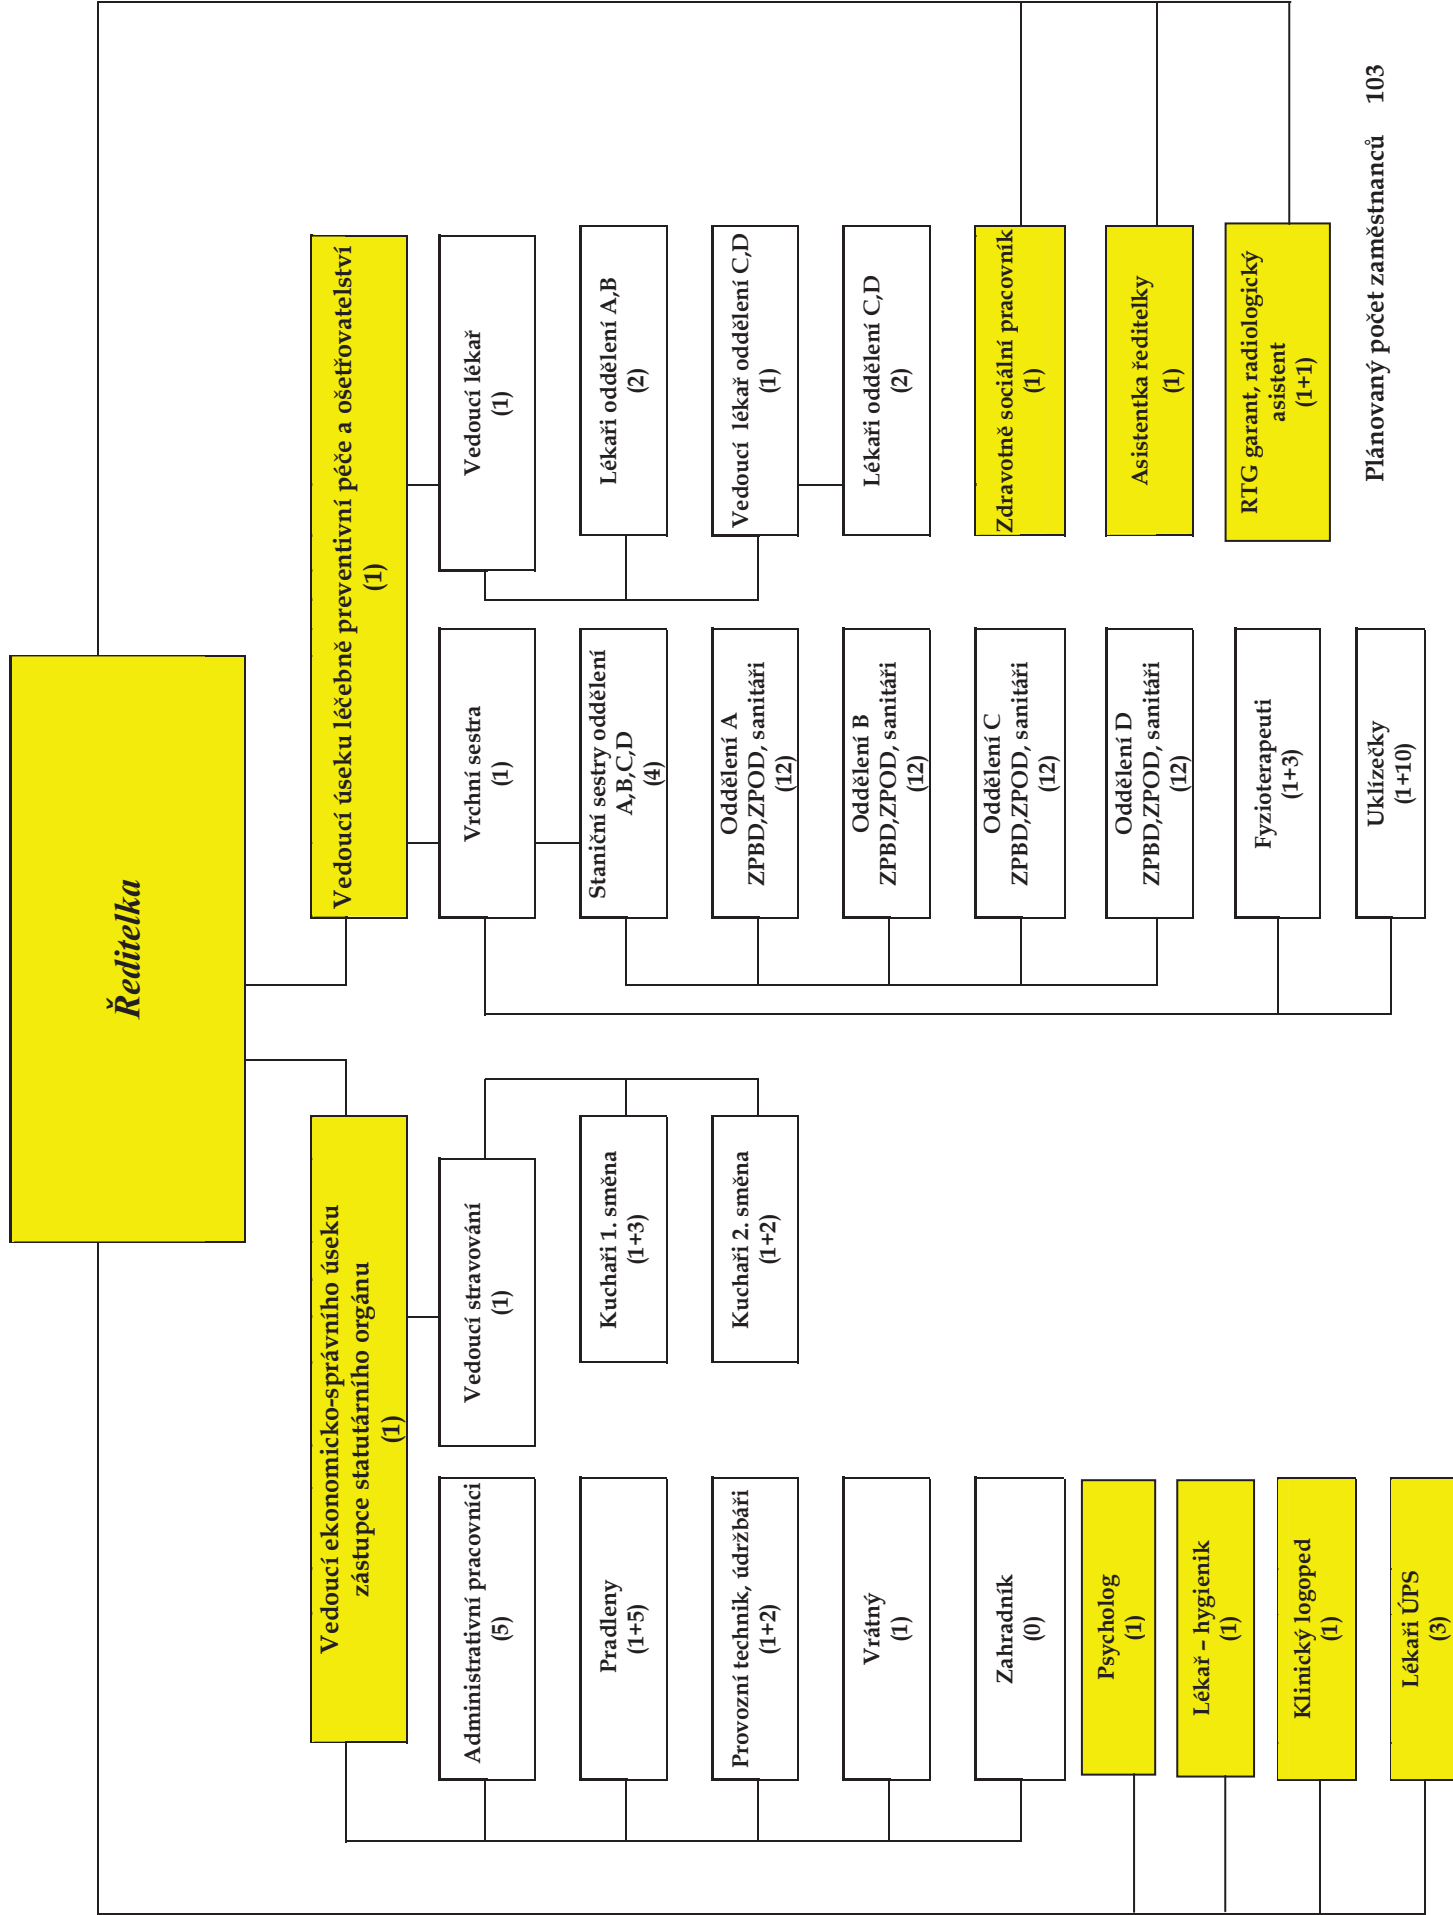 Ředitelka
Vedoucí ekonomicko-správního úseku
zástupce statutárního orgánu
(1)
Vedoucí úseku léčebně preventivní péče a ošetřovatelství
(1)
Administrativní pracovníci
(5)
Vedoucí stravování
(1)
Vrchní sestra
(1)
Vedoucí lékař
(1)
Pradleny
(1+5)
Kuchaři 1. směna
(1+3)
Staniční sestry oddělení
A,B,C,D
(4)
Lékaři oddělení A,B
(2)
Provozní technik, údržbáři
(1+2)
Kuchaři 2. směna
(1+2)
Oddělení A
ZPBD,ZPOD, sanitáři
(12)
Vedoucí lékař oddělení C,D
(1)
Vrátný
(1)
Oddělení B
ZPBD,ZPOD, sanitáři
(12)
Lékaři oddělení C,D
(2)
Zahradník
(0)
Oddělení C
ZPBD,ZPOD, sanitáři
(12)
Zdravotně sociální pracovník
(1)
Psycholog
(1)
Oddělení D
ZPBD,ZPOD, sanitáři
(12)
Asistentka ředitelky
(1)
Lékař – hygienik
(1)
Klinický logoped
(1)
Fyzioterapeuti
(1+3)
RTG garant, radiologický
asistent
(1+1)
Lékaři ÚPS
(3)
Uklízečky
(1+10)
Plánovaný počet zaměstnanců 103